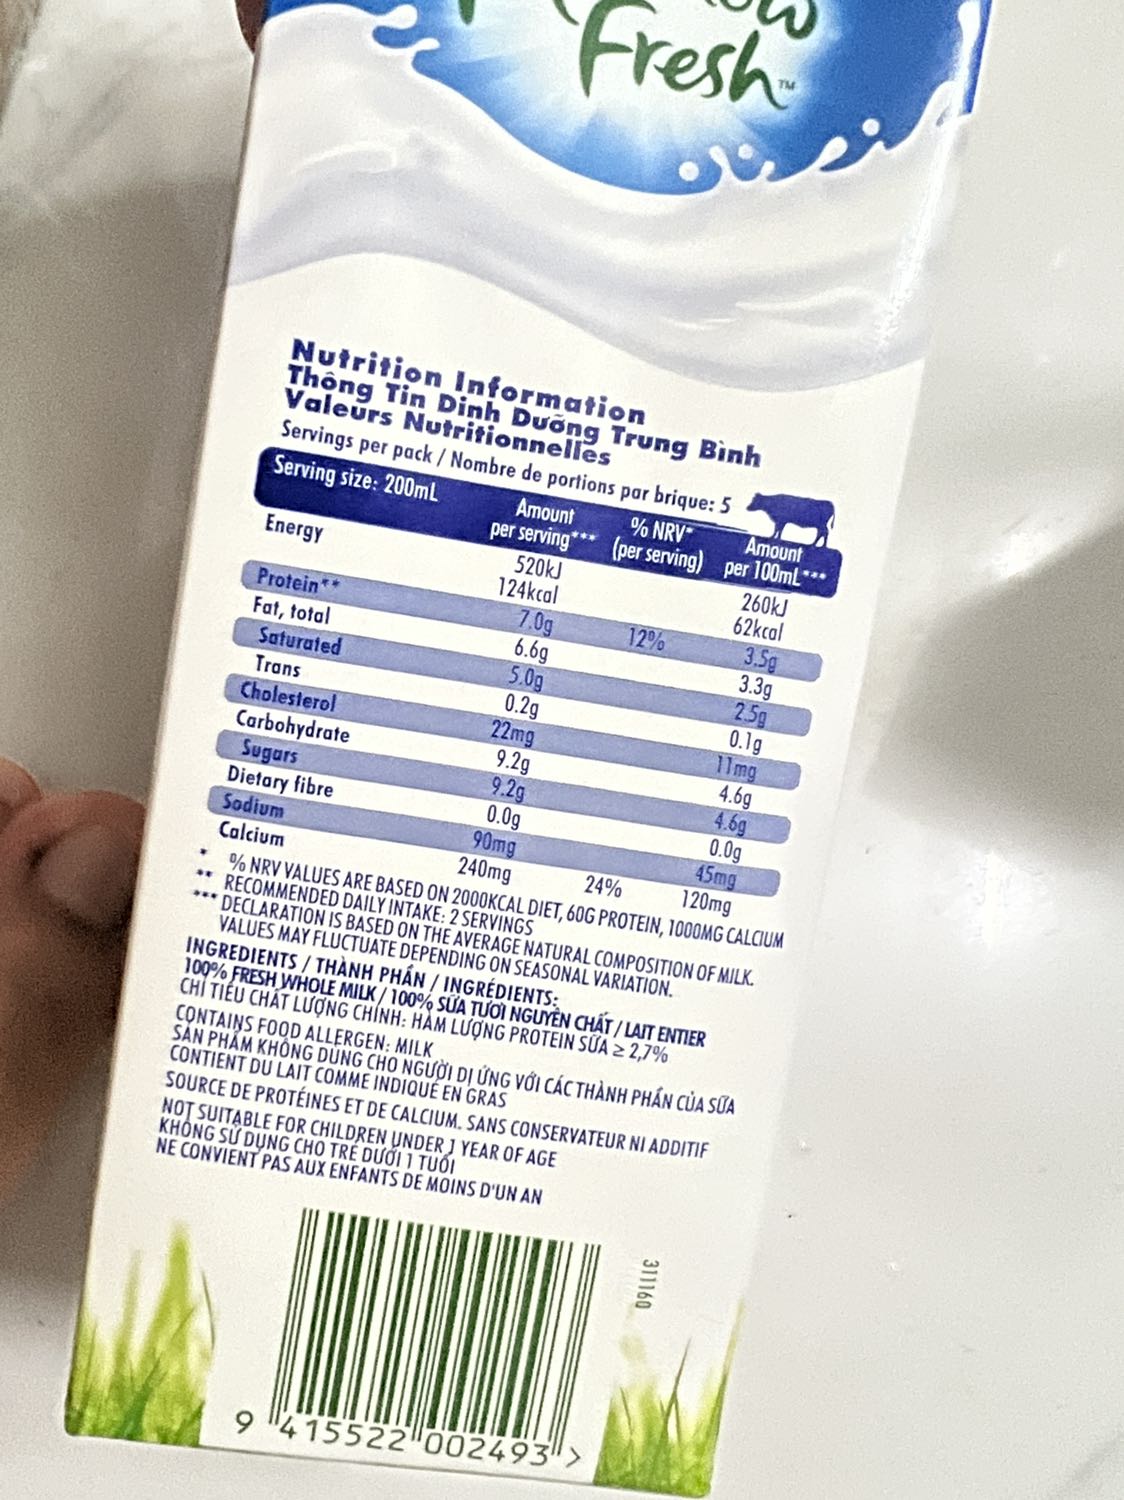 Fresh™
Nutrition Information
Thông Tin Dinh Dưỡng Trung Bình
Valeurs Nutritionnelles
Servings per pack / Nombre de portions par brique: 5
Serving size: 200mL Amount per serving*** % NRV* (per serving) Amount per 100mL***
Energy 520kJ 260kJ
124kcal 62kcal
Protein** 7.0g 12% 3.5g
Fat, total 6.6g 3.3g
Saturated 5.0g 2.5g
Trans 0.2g 0.1g
Cholesterol 22mg 11mg
Carbohydrate 9.2g 4.6g
Sugars 9.2g 4.6g
Dietary fibre 0.0g 0.0g
Sodium 90mg 45mg
Calcium 240mg 24% 120mg
* % NRV VALUES ARE BASED ON 2000KCAL DIET, 60G PROTEIN, 1000MG CALCIUM
** RECOMMENDED DAILY INTAKE: 2 SERVINGS
*** DECLARATION IS BASED ON THE AVERAGE NATURAL COMPOSITION OF MILK.
VALUES MAY FLUCTUATE DEPENDING ON SEASONAL VARIATION.
INGREDIENTS / THÀNH PHẦN / INGRÉDIENTS:
100% FRESH WHOLE MILK / 100% SỮA TƯƠI NGUYÊN CHẤT / LAIT ENTIER
CHỈ TIÊU CHẤT LƯỢNG CHÍNH: HÀM LƯỢNG PROTEIN SỮA ≥ 2,7%
CONTAINS FOOD ALLERGEN: MILK
SẢN PHẨM KHÔNG DÙNG CHO NGƯỜI DỊ ỨNG VỚI CÁC THÀNH PHẦN CỦA SỮA
CONTIENT DU LAIT COMME INDIQUÉ EN GRAS
SOURCE DE PROTÉINES ET DE CALCIUM. SANS CONSERVATEUR NI ADDITIF
NOT SUITABLE FOR CHILDREN UNDER 1 YEAR OF AGE
KHÔNG SỬ DỤNG CHO TRẺ DƯỚI 1 TUỔI
NE CONVIENT PAS AUX ENFANTS DE MOINS D'UN AN
311160
9 415522 002493 >